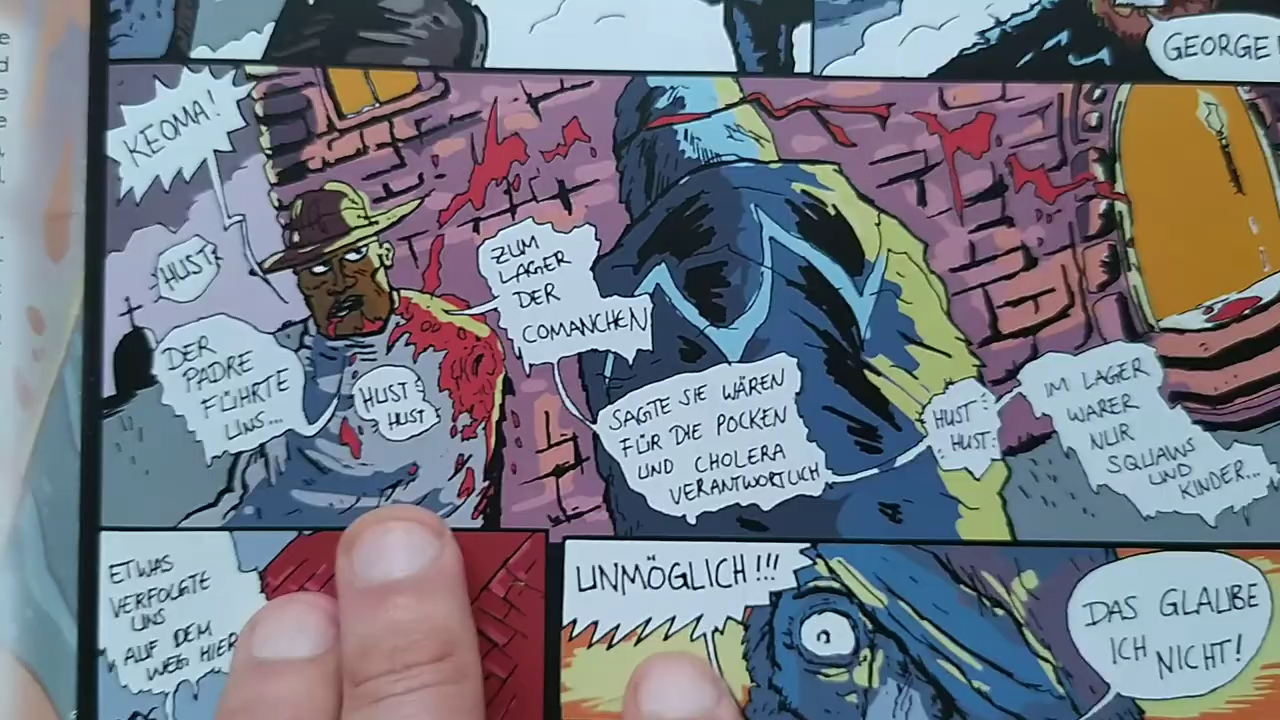 GEORGE!
KEOMA!
HUST
DER
PADRE
FÜHRTE
UNS...
HUST
HUST
ZUM
LAGER
DER
COMANCHEN
SAGTE SIE WÄREN
FÜR DIE POCKEN
UND CHOLERA
VERANTWORTLICH
HUST
HUST
IM LAGER
WAREN
NUR
SQUAWS
UND
KINDER...
ETWAS
VERFOLGTE
UNS
AUF DEM
WEG HIER
UNMÖGLICH!!!
DAS GLAUBE
ICH
NICHT!